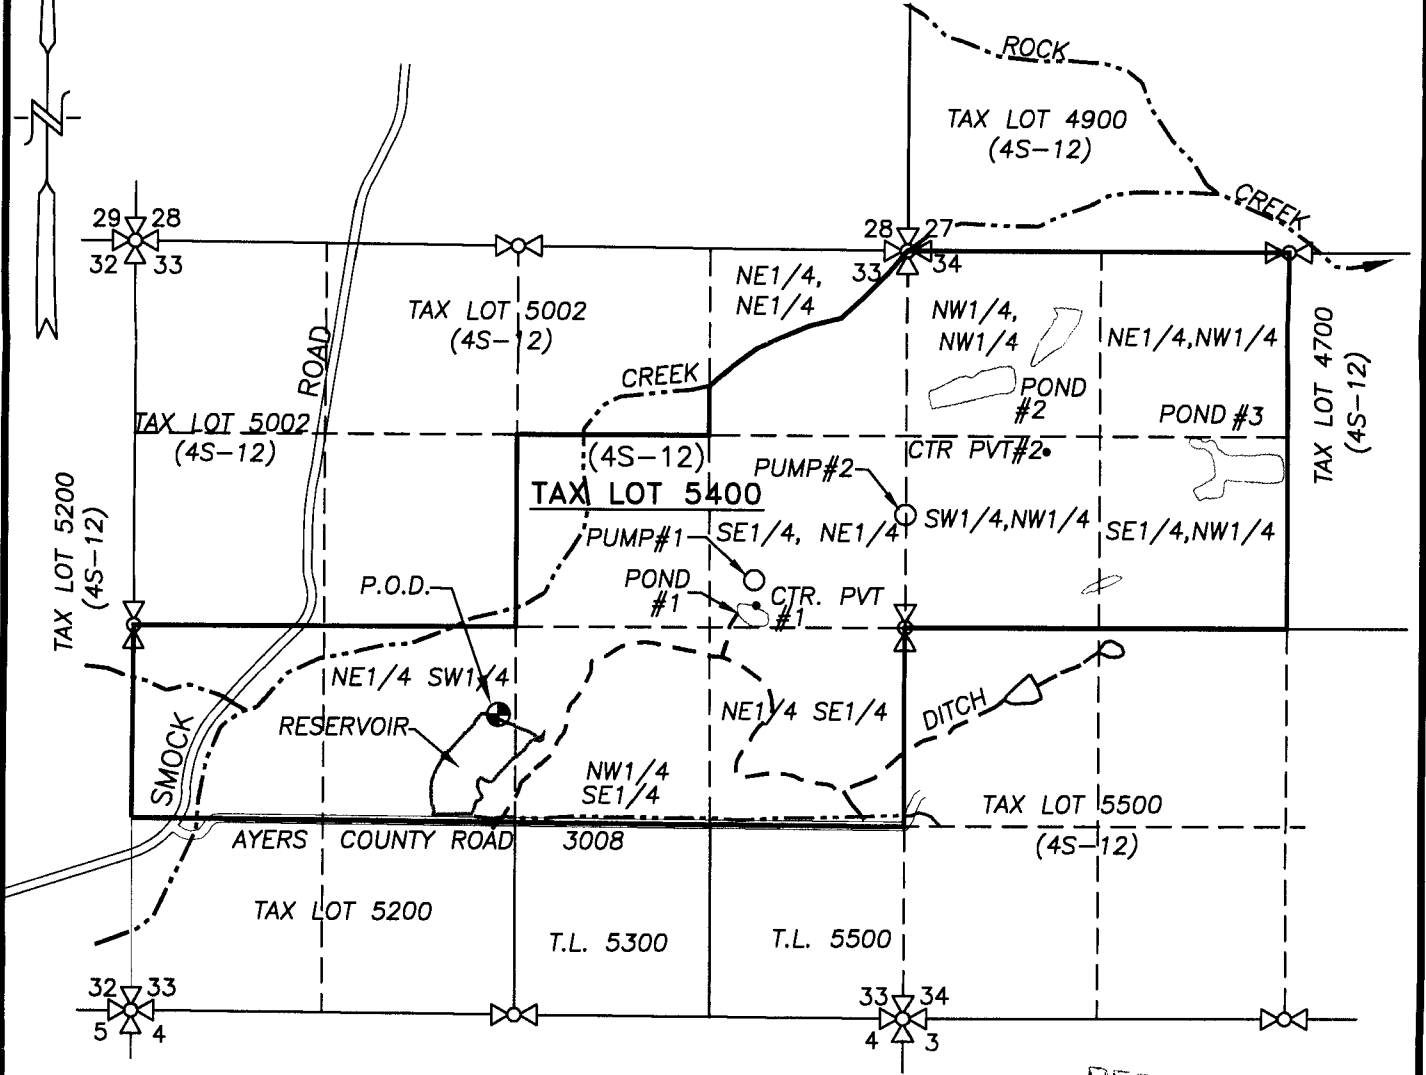 ROCK
TAX LOT 4900
(4S-12)
CREEK
29 28
32 33
28 27
33 34
NE1/4,
NE1/4
TAX LOT 5002
(4S-12)
NW1/4,
NW1/4
NE1/4,NW1/4
TAX LOT 4700
(4S-12)
ROAD
CREEK
POND
#2
POND #3
TAX LOT 5002
(4S-12)
(4S-12)
CTR PVT#2
PUMP#2
TAX LOT 5400
TAX LOT 5200
(4S-12)
SE1/4, NE1/4
SW1/4,NW1/4
SE1/4,NW1/4
PUMP#1
P.O.D.
POND
#1
CTR. PVT
#1
NE1/4 SW1/4
NE1/4 SE1/4
DITCH
RESERVOIR
SMOCK
NW1/4
SE1/4
TAX LOT 5500
(4S-12)
AYERS COUNTY ROAD 3008
TAX LOT 5200
T.L. 5300
T.L. 5500
32 33
5 4
33 34
4 3